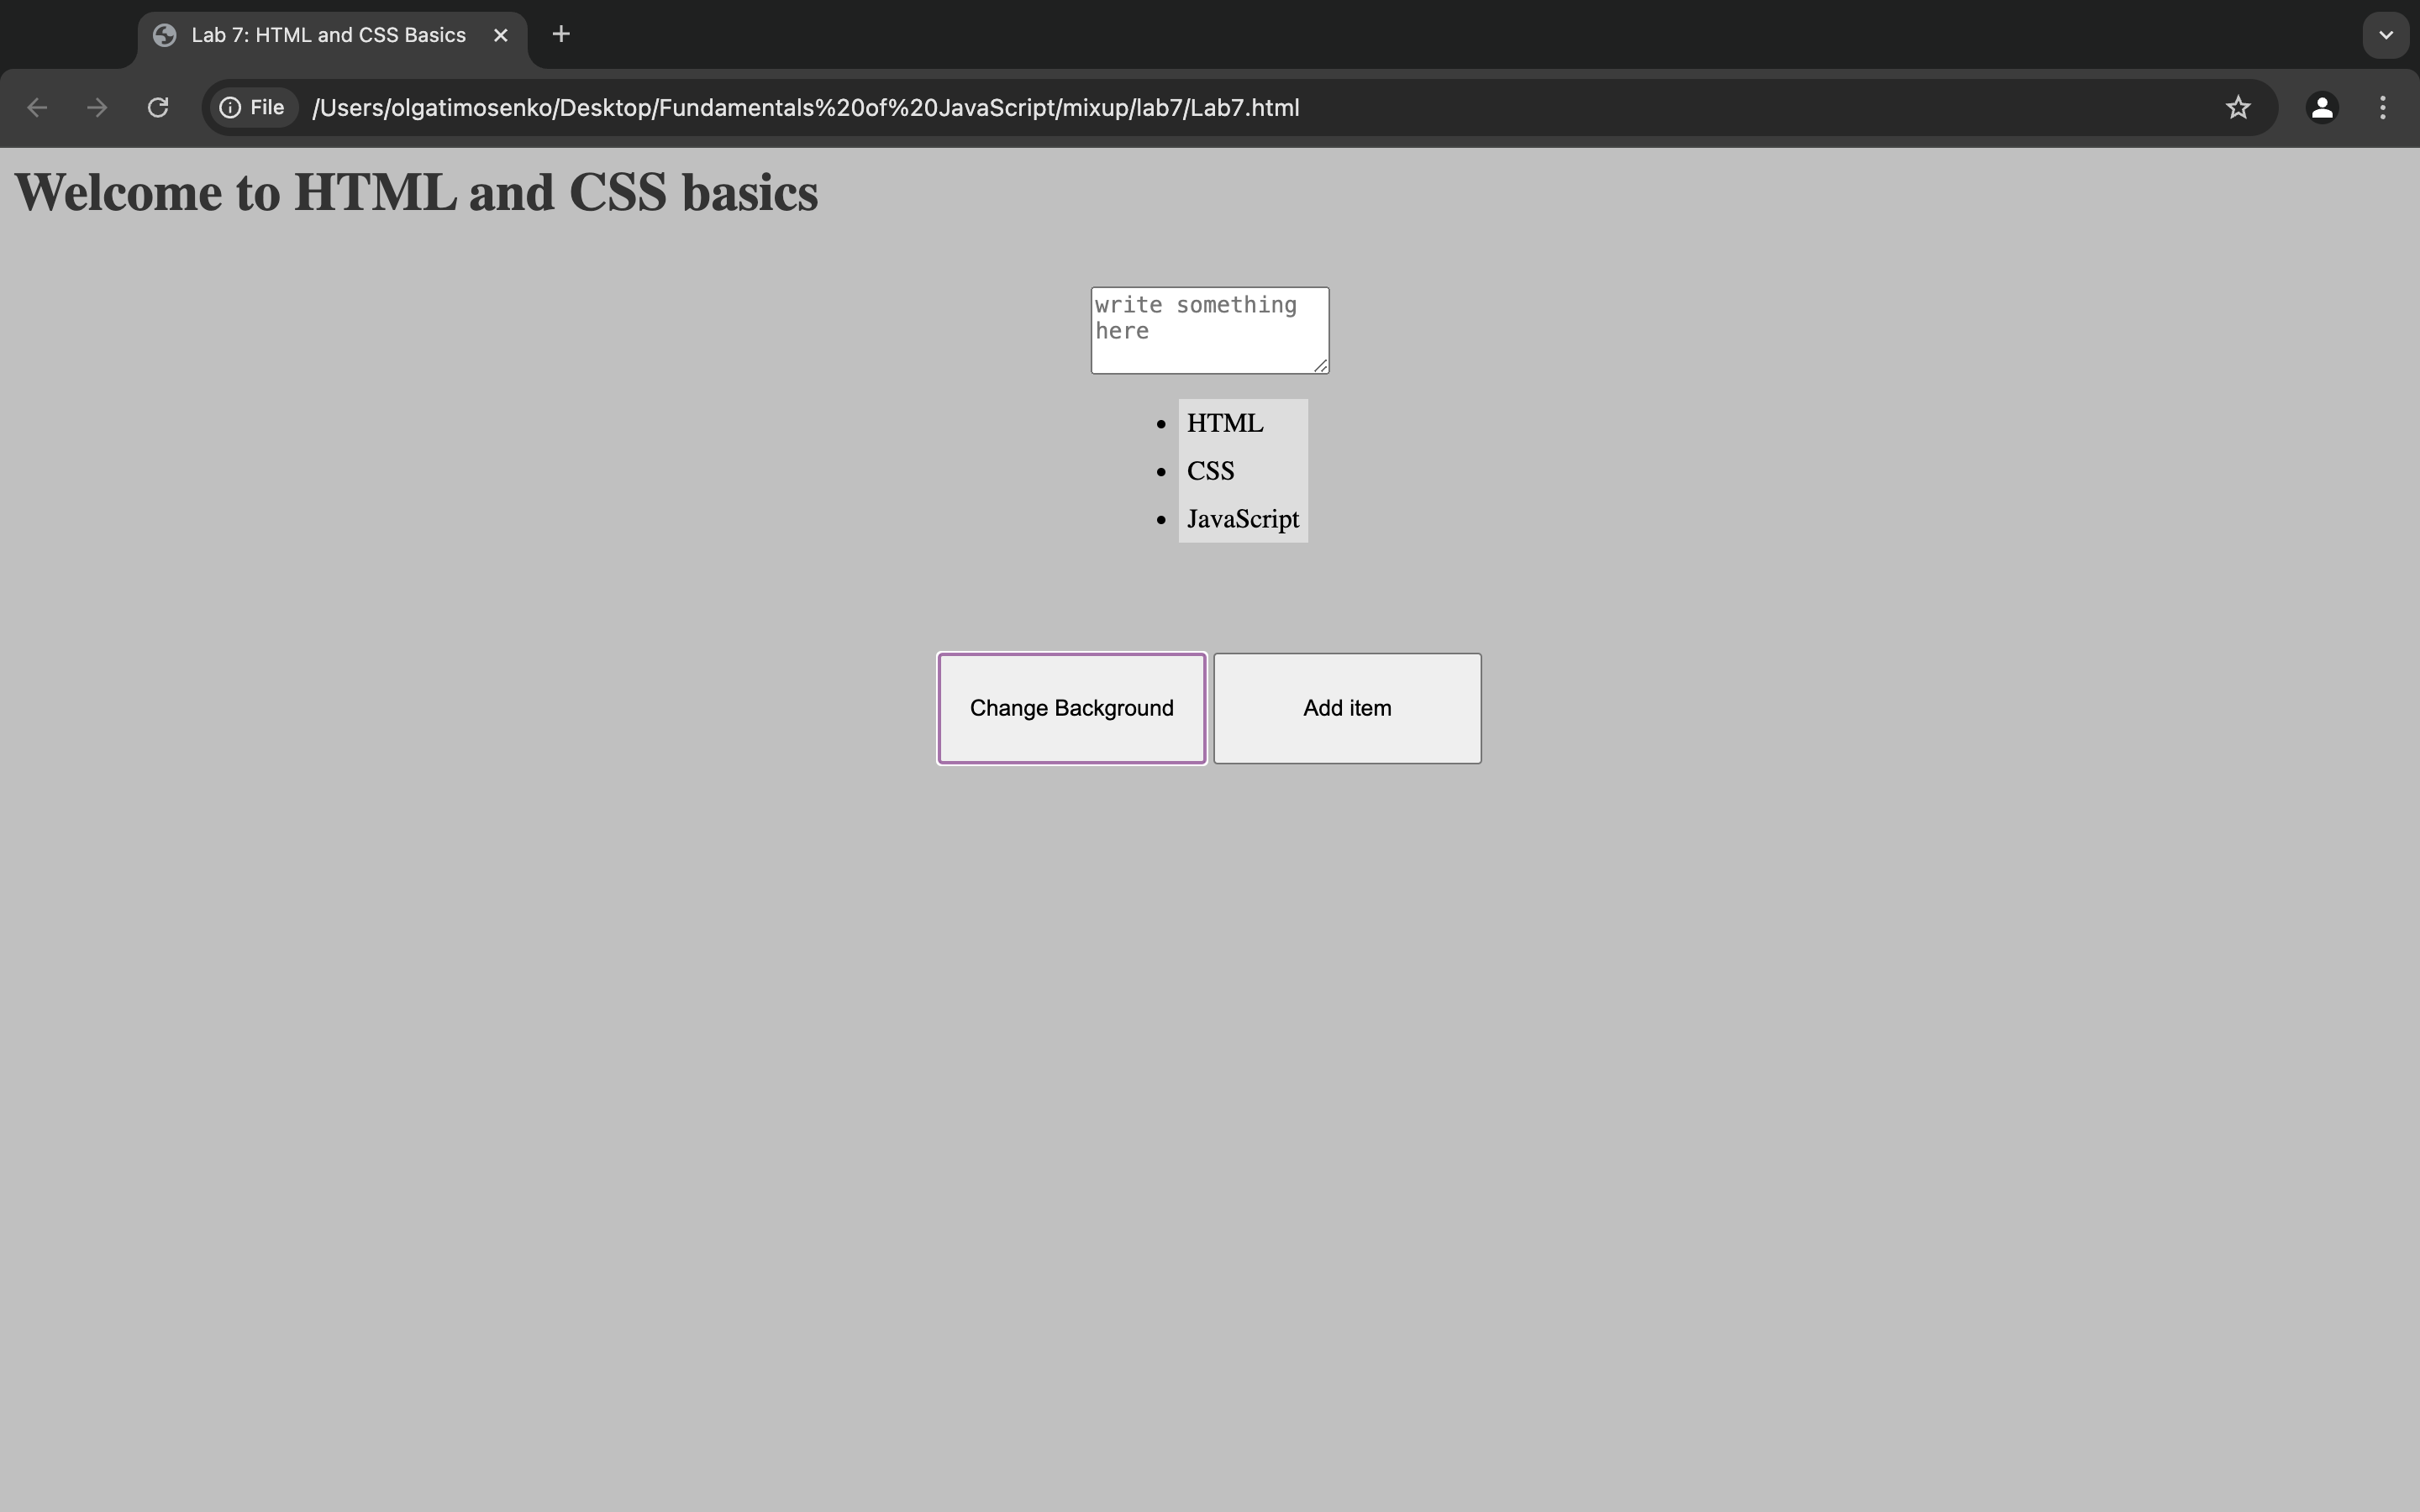 Lab 7: HTML and CSS Basics
File /Users/olgatimosenko/Desktop/Fundamentals%20of%20JavaScript/mixup/lab7/Lab7.html
Welcome to HTML and CSS basics
write something
here
• HTML
• CSS
• JavaScript
Change Background Add item